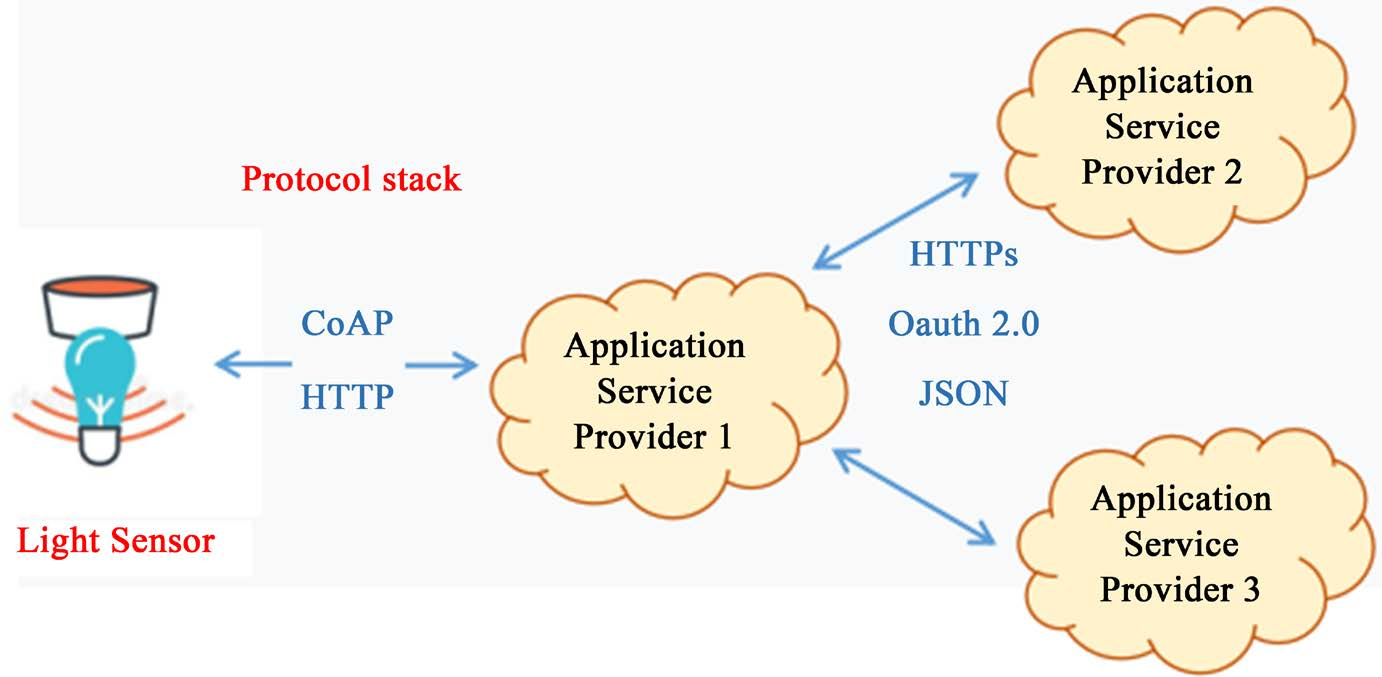 Protocol stack
Light Sensor
CoAP
HTTP
Application
Service
Provider 1
HTTPs
Oauth 2.0
JSON
Application
Service
Provider 2
Application
Service
Provider 3